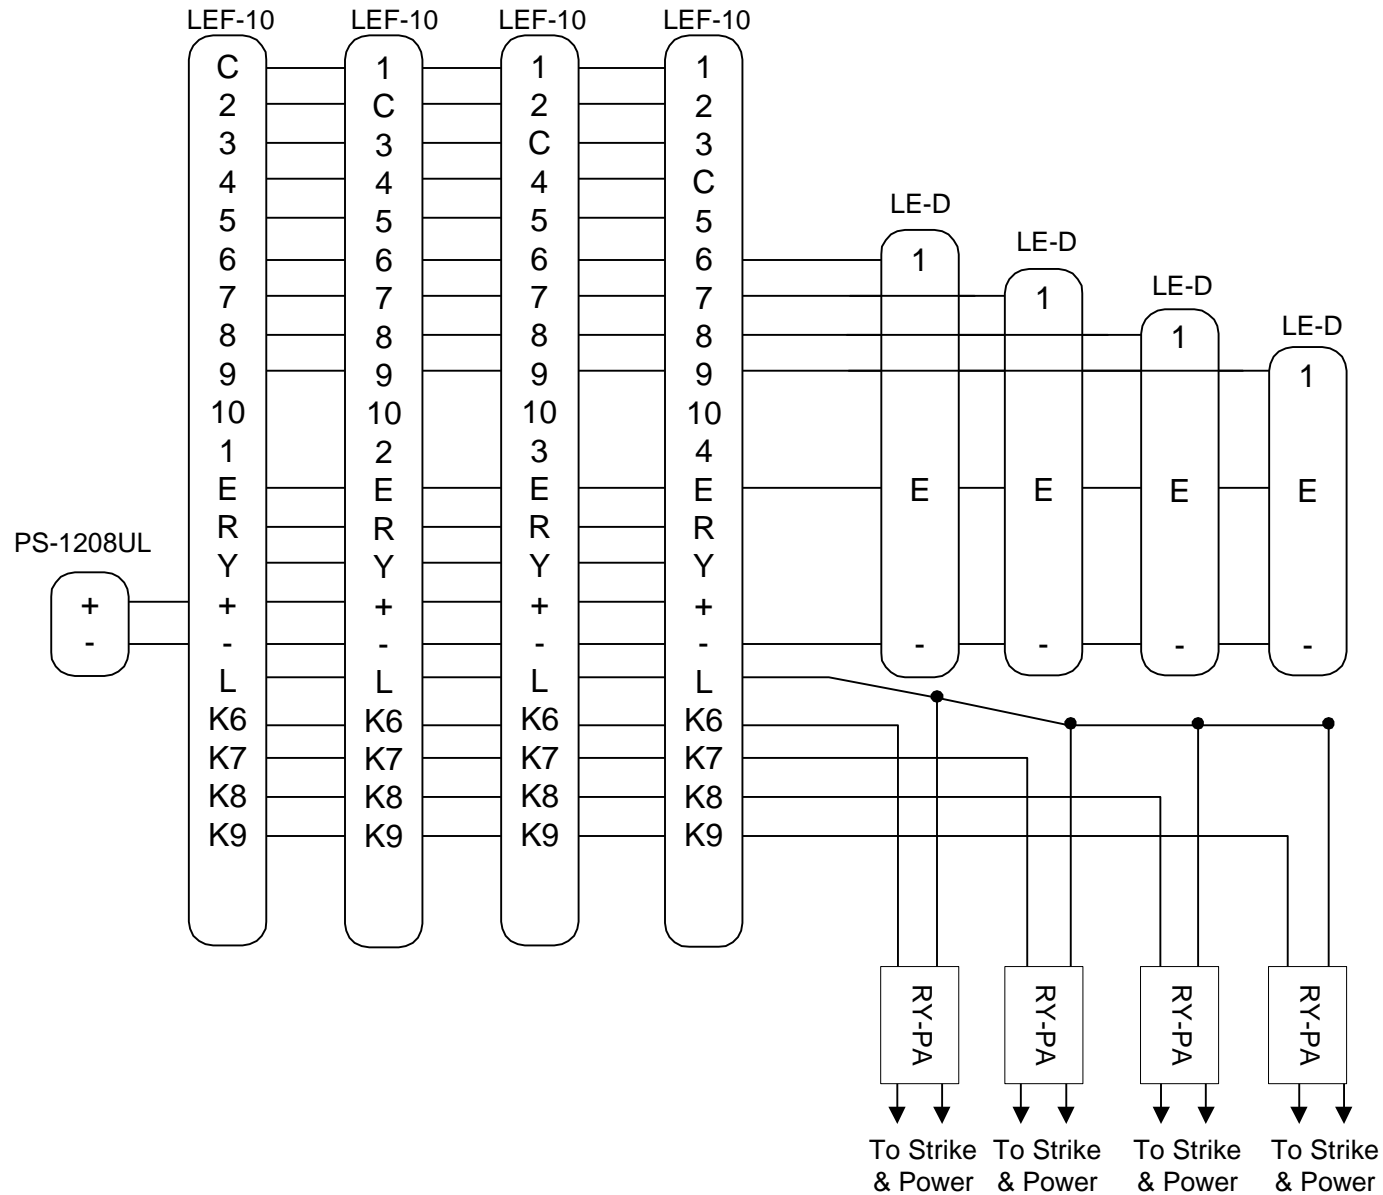 LEF-10 LEF-10 LEF-10 LEF-10
C 1 1 1
2 C 2 2
3 3 C 3
4 4 4 C
5 5 5 5
LE-D
6 6 6 6 1
LE-D
7 7 7 7 1
LE-D
8 8 8 8 1
LE-D
9 9 9 9 1
10 10 10 10
1 2 3 4
E E E E E E E E
R R R R
PS-1208UL
Y Y Y Y
+ + + + +
- - - - - - - - -
L L L L
K6 K6 K6 K6
K7 K7 K7 K7
K8 K8 K8 K8
K9 K9 K9 K9
RY-PA RY-PA RY-PA RY-PA
To Strike To Strike To Strike To Strike
& Power & Power & Power & Power